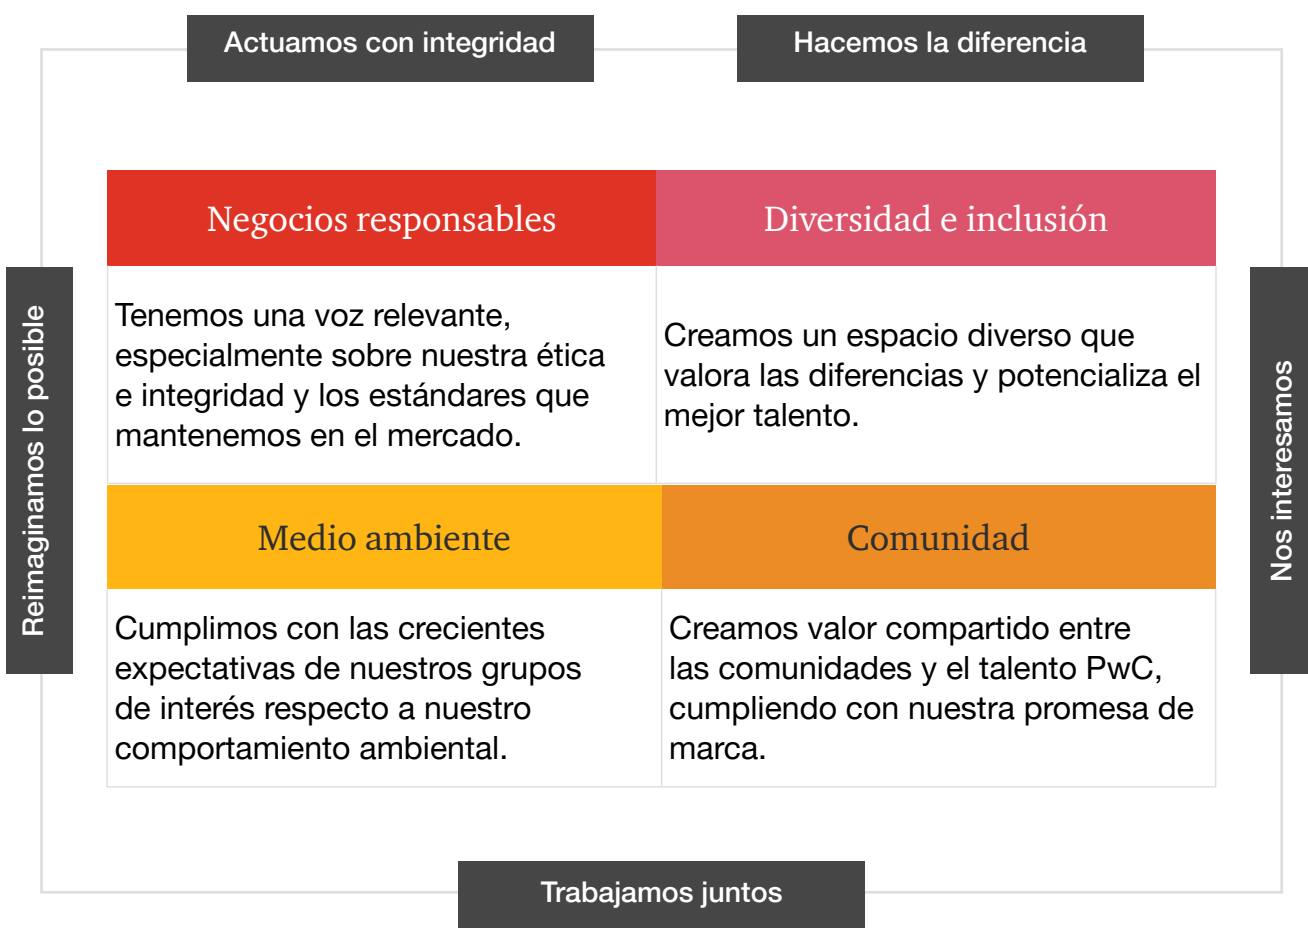 Actuamos con integridad
Hacemos la diferencia
Reimaginamos lo posible
Negocios responsables
Tenemos una voz relevante,
especialmente sobre nuestra ética
e integridad y los estándares que
mantenemos en el mercado.
Diversidad e inclusión
Creamos un espacio diverso que
valora las diferencias y potencializa el
mejor talento.
Medio ambiente
Cumplimos con las crecientes
expectativas de nuestros grupos
de interés respecto a nuestro
comportamiento ambiental.
Comunidad
Creamos valor compartido entre
las comunidades y el talento PwC,
cumpliendo con nuestra promesa de
marca.
Nos interesamos
Trabajamos juntos